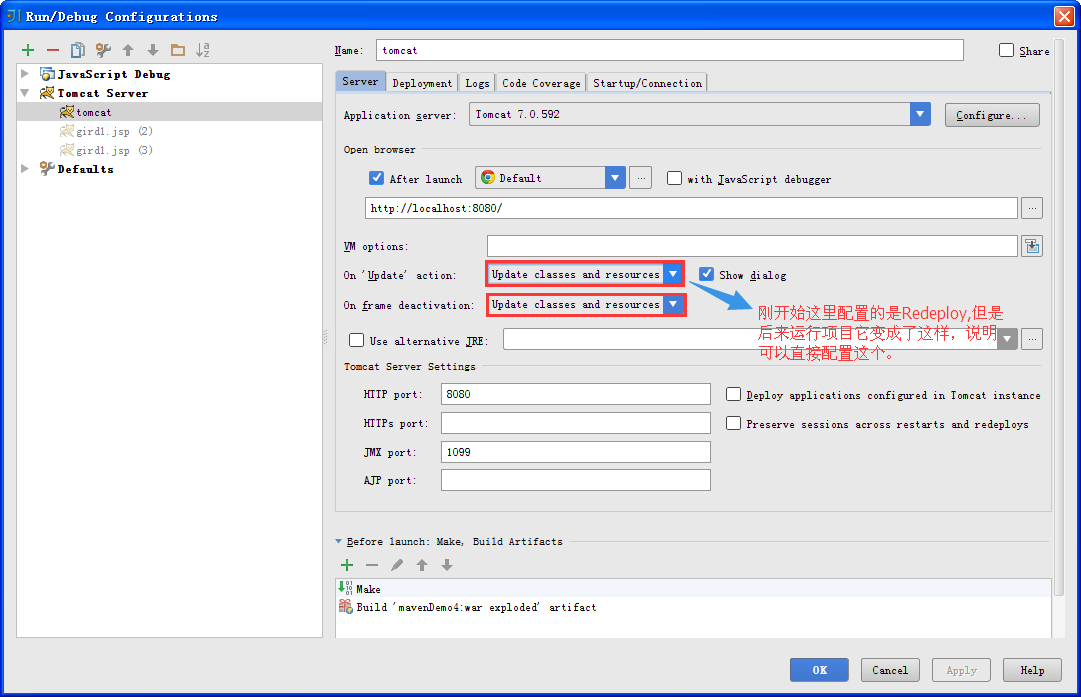 Run/Debug Configurations
Name: tomcat
Share
JavaScript Debug
Tomcat Server
tomcat
gird1.jsp (2)
gird1.jsp (3)
Defaults
Server Deployment Logs Code Coverage Startup/Connection
Application server: Tomcat 7.0.592 Configure...
Open browser
After launch Default ... with JavaScript debugger
http://localhost:8080/ ...
VM options:
On 'Update' action: Update classes and resources Show dialog
On frame deactivation: Update classes and resources
刚开始这里配置的是Redeploy,但是
后来运行项目它变成了这样，说明
可以直接配置这个。
Use alternative JRE: ...
Tomcat Server Settings
HTTP port: 8080 Deploy applications configured in Tomcat instance
HTTPs port: Preserve sessions across restarts and redeploys
JMX port: 1099
AJP port:
Before launch: Make, Build Artifacts
Make
Build 'mavenDemo4:war exploded' artifact
OK Cancel Apply Help